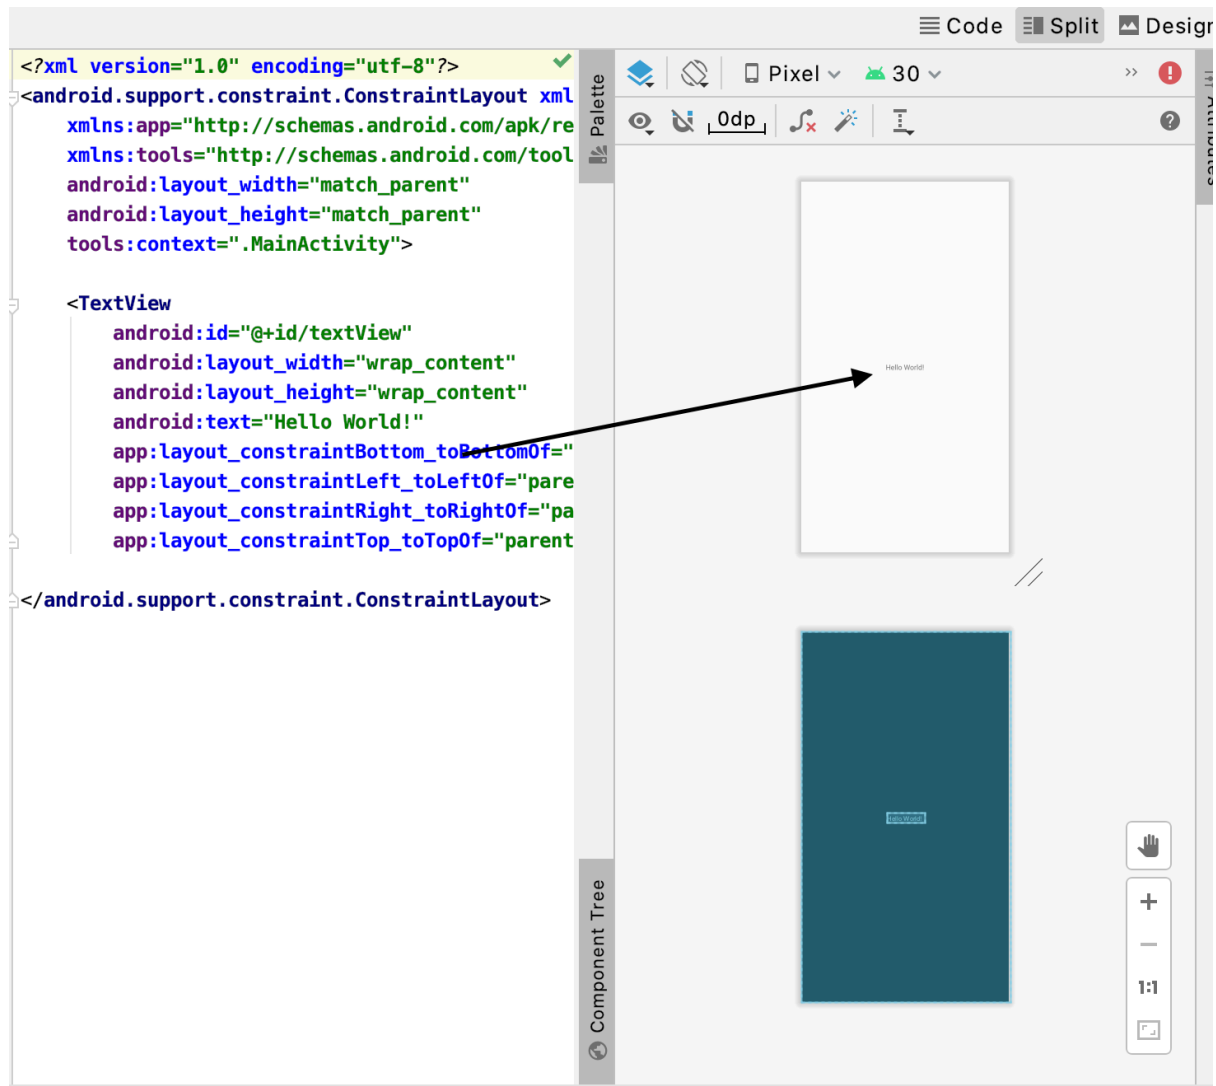 Code Split Design
<?xml version="1.0" encoding="utf-8"?>
<android.support.constraint.ConstraintLayout xml
xmlns:app="http://schemas.android.com/apk/re
xmlns:tools="http://schemas.android.com/tool
android:layout_width="match_parent"
android:layout_height="match_parent"
tools:context=".MainActivity">
<TextView
android:id="@+id/textView"
android:layout_width="wrap_content"
android:layout_height="wrap_content"
android:text="Hello World!"
app:layout_constraintBottom_toBottomOf="
app:layout_constraintLeft_toLeftOf="pare
app:layout_constraintRight_toRightOf="pa
app:layout_constraintTop_toTopOf="parent
</android.support.constraint.ConstraintLayout>
Palette
Component Tree
Pixel 30
0dp
Attributes
Hello World!
Hello World!
1:1